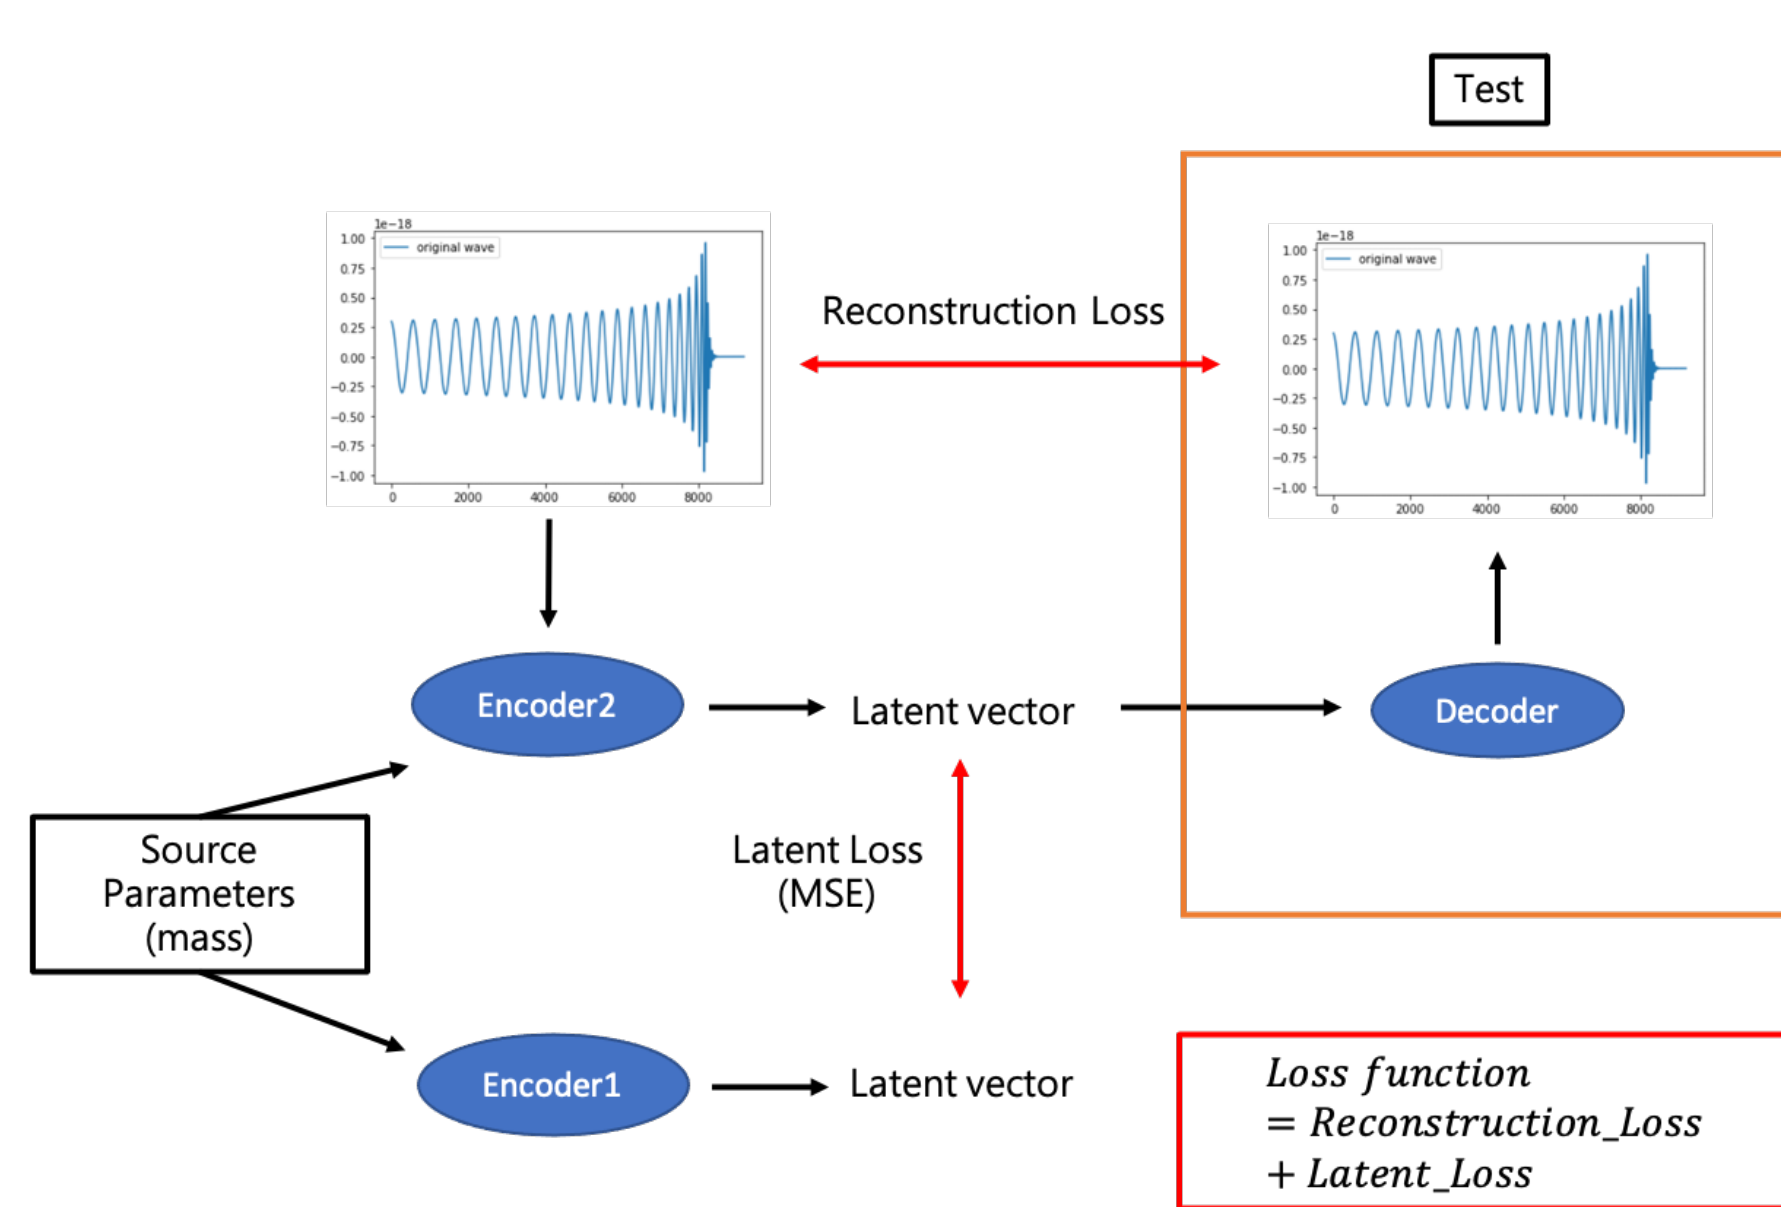 Test
1e−18
original wave
1.00
0.75
0.50
0.25
0.00
−0.25
−0.50
−0.75
−1.00
0 2000 4000 6000 8000
Reconstruction Loss
1e−18
original wave
1.00
0.75
0.50
0.25
0.00
−0.25
−0.50
−0.75
−1.00
0 2000 4000 6000 8000
Encoder2
Latent vector
Decoder
Source
Parameters
(mass)
Latent Loss
(MSE)
Encoder1
Latent vector
Loss function
= Reconstruction_Loss
+ Latent_Loss